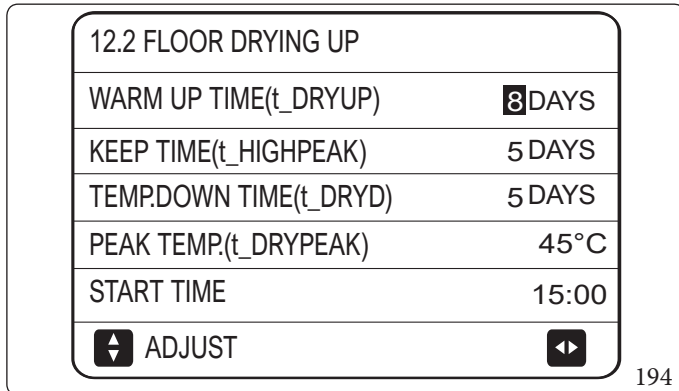 12.2 FLOOR DRYING UP
WARM UP TIME(t_DRYUP) 8 DAYS
KEEP TIME(t_HIGHPEAK) 5 DAYS
TEMP.DOWN TIME(t_DRYD) 5 DAYS
PEAK TEMP.(t_DRYPEAK) 45°C
START TIME 15:00
ADJUST
194